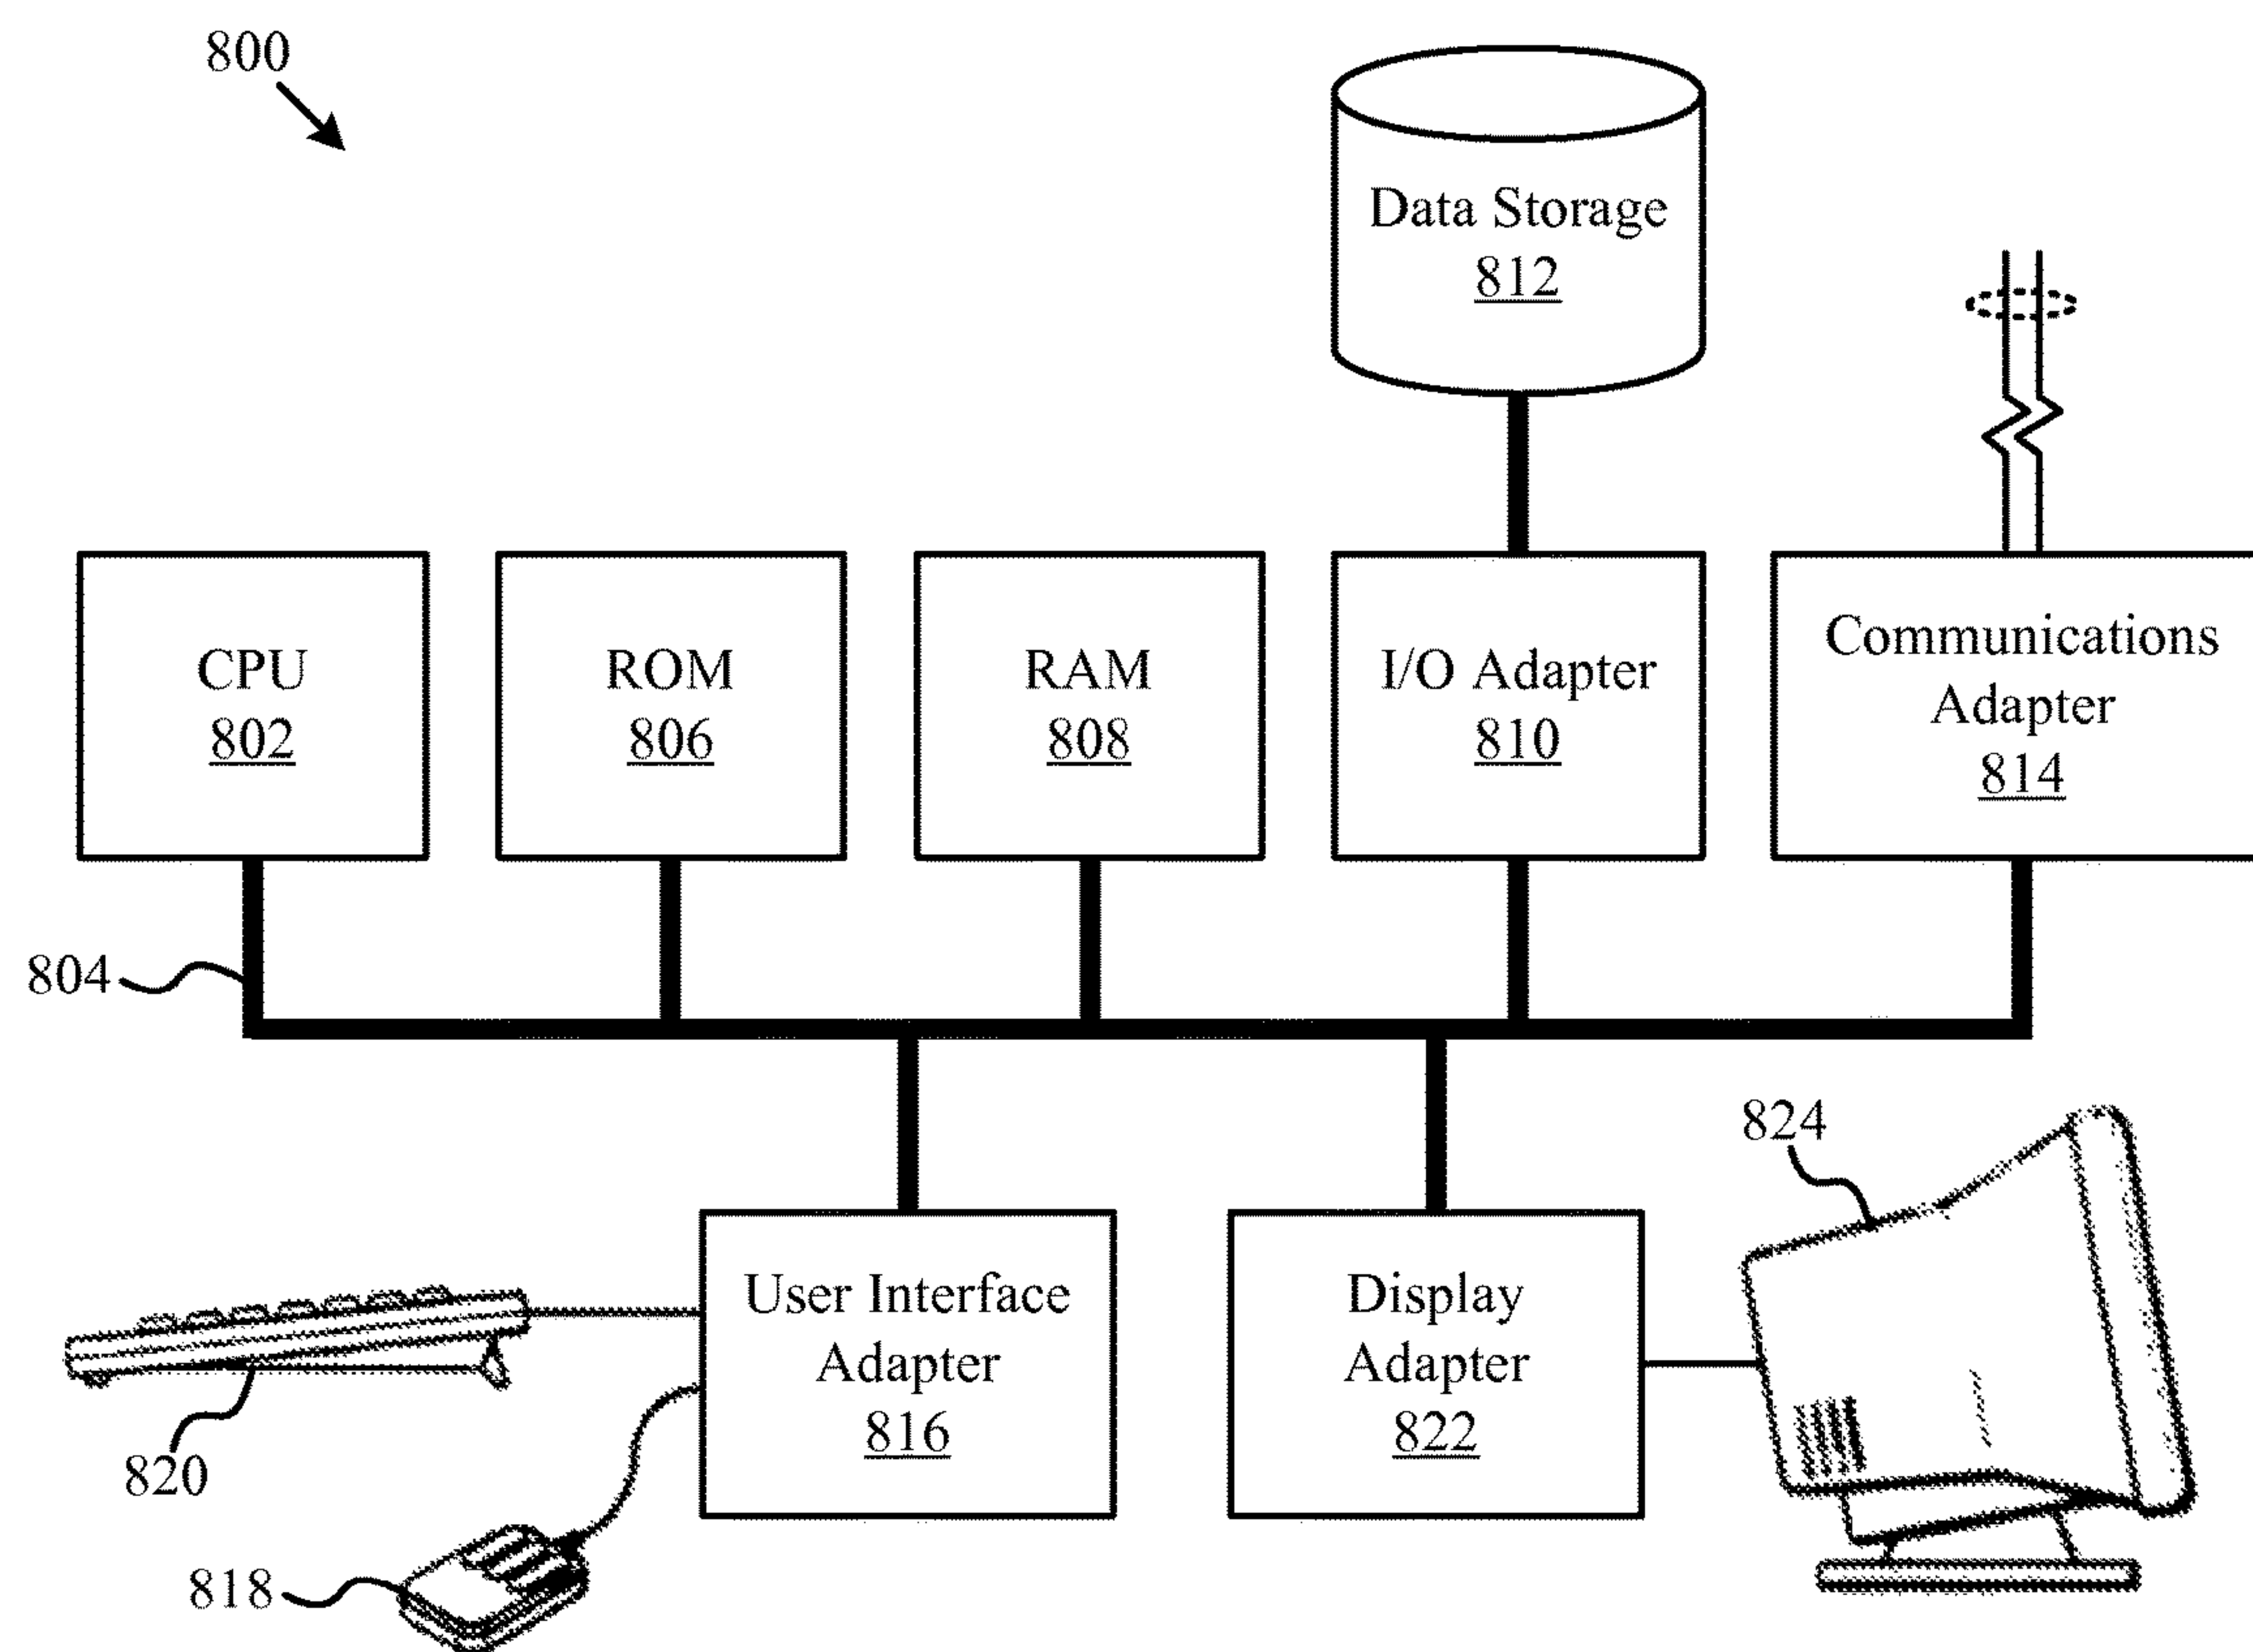 800
Data Storage
812
CPU
802
ROM
806
RAM
808
I/O Adapter
810
Communications
Adapter
814
804
824
User Interface
Adapter
816
Display
Adapter
822
820
818